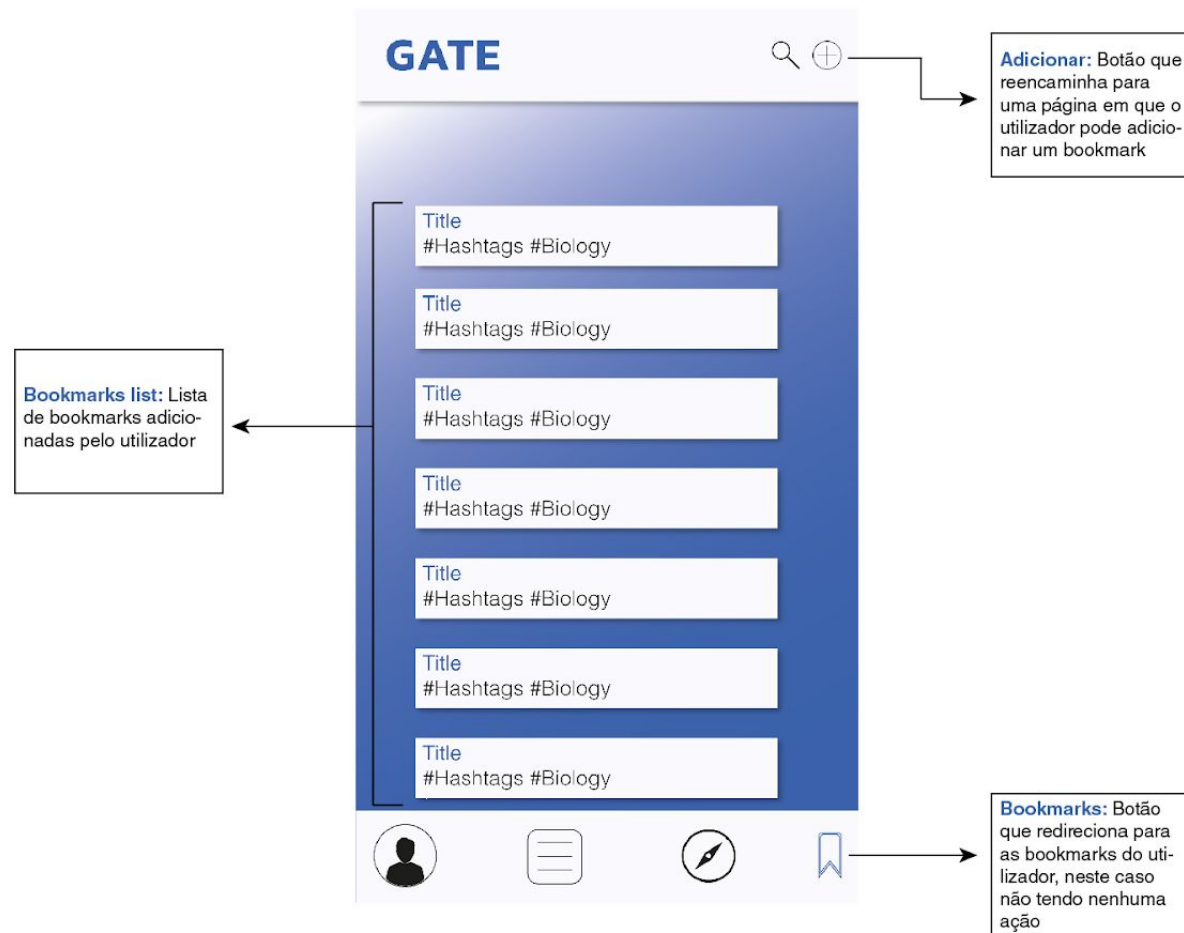 GATE
Adicionar: Botão que
reencaminha para
uma página em que o
utilizador pode adicio-
nar um bookmark
Title
#Hashtags #Biology
Title
#Hashtags #Biology
Title
#Hashtags #Biology
Bookmarks list: Lista
de bookmarks adicio-
nadas pelo utilizador
Title
#Hashtags #Biology
Title
#Hashtags #Biology
Title
#Hashtags #Biology
Title
#Hashtags #Biology
Bookmarks: Botão
que redireciona para
as bookmarks do uti-
lizador, neste caso
não tendo nenhuma
ação